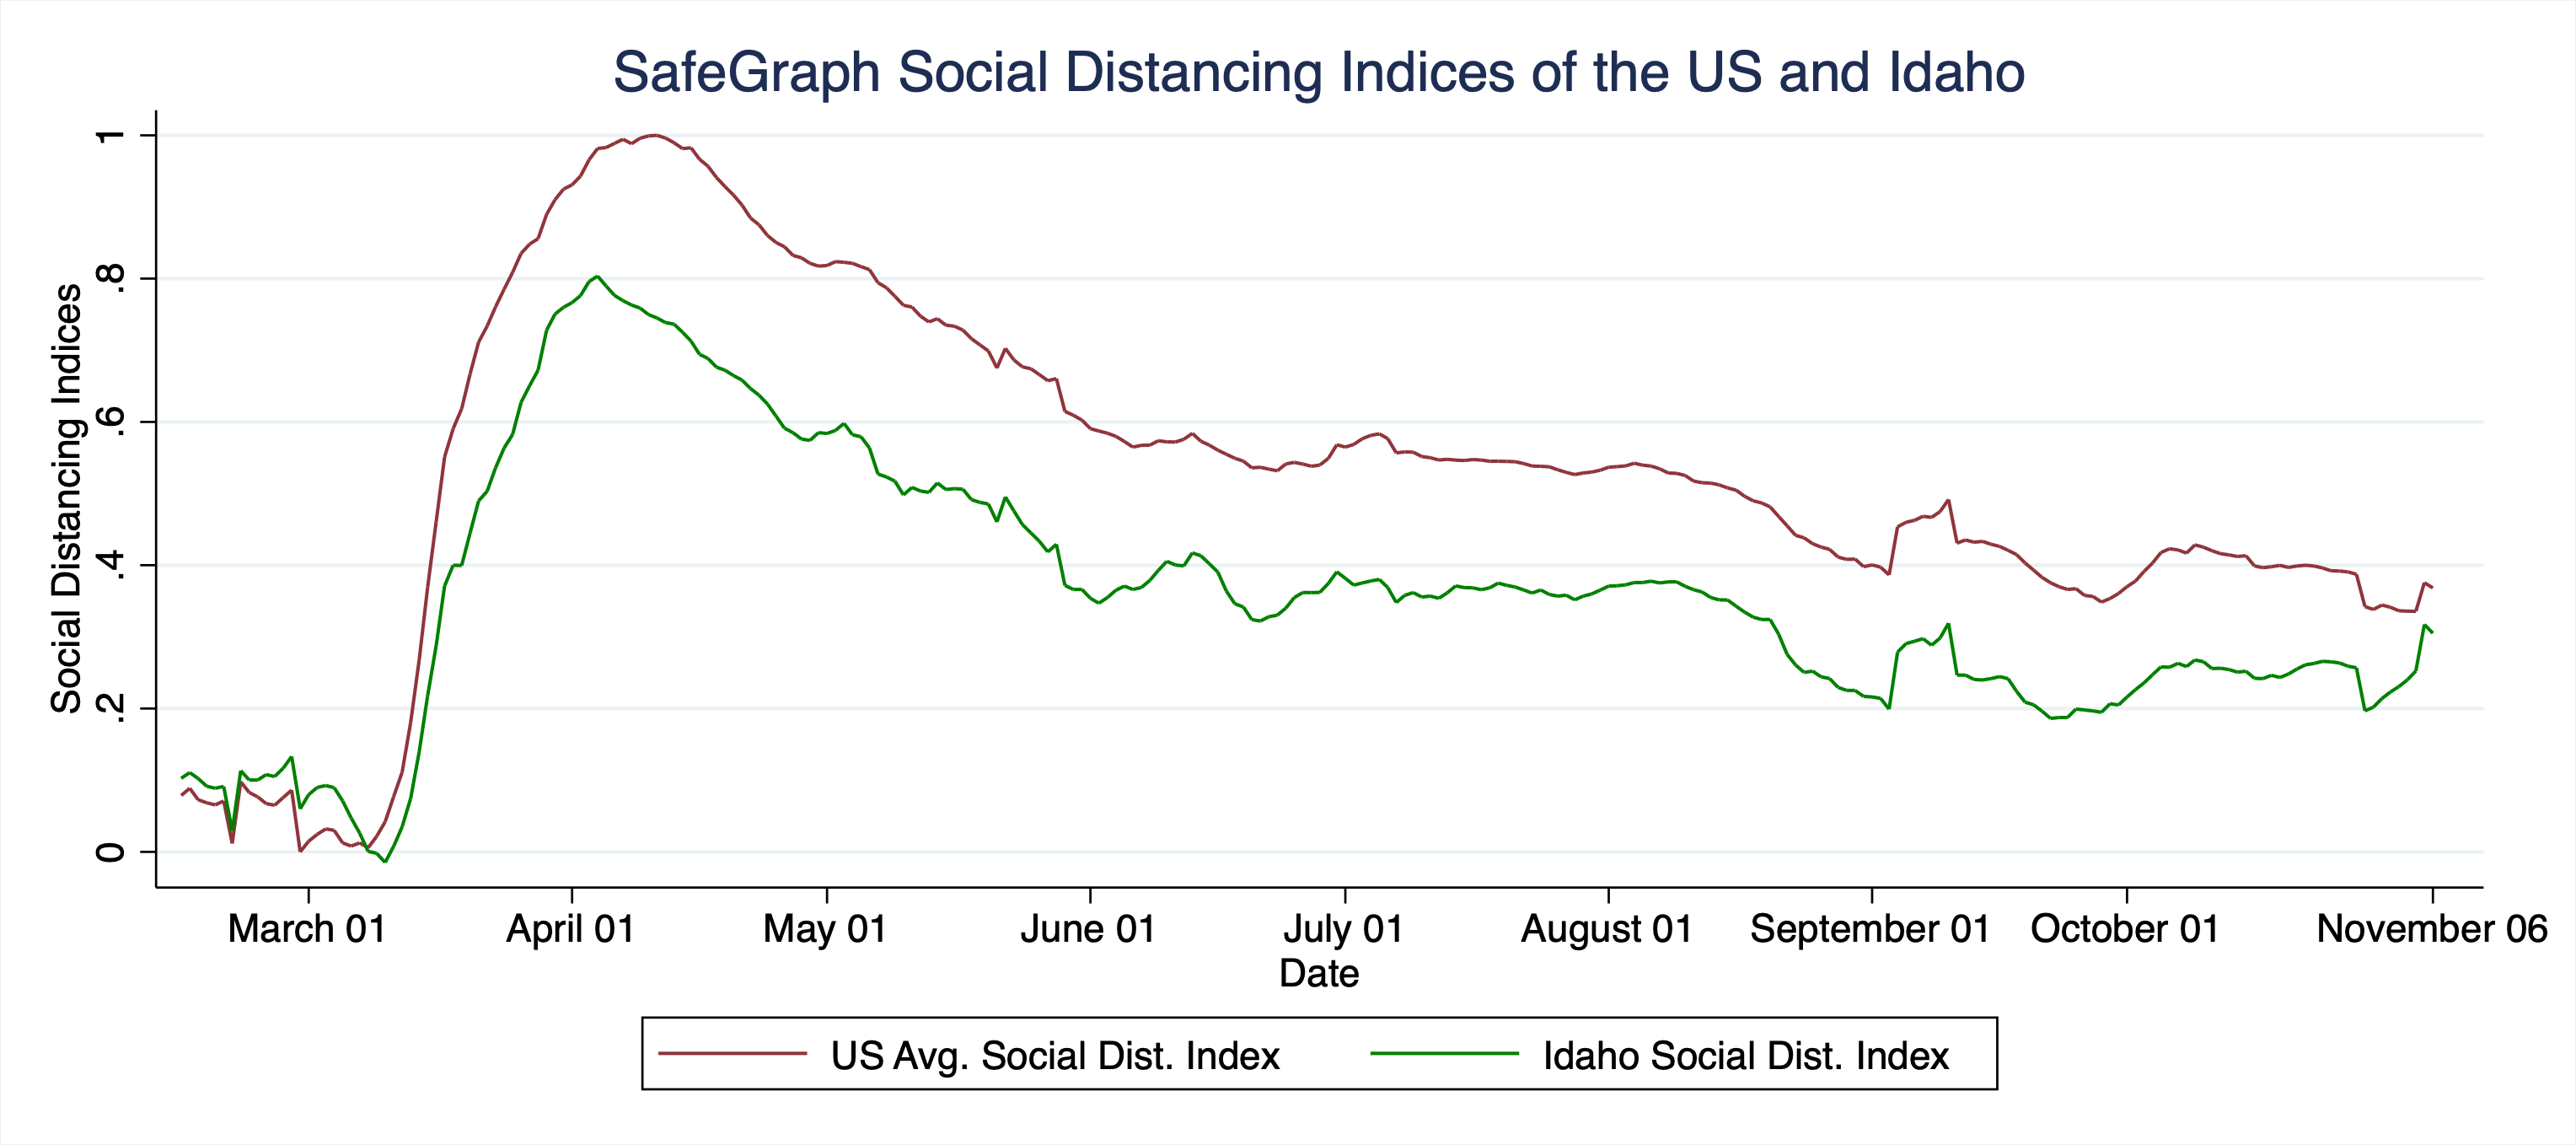 SafeGraph Social Distancing Indices of the US and Idaho
Social Distancing Indices
1
.8
.6
.4
.2
0
March 01 April 01 May 01 June 01 July 01 August 01 September 01 October 01 November 06
Date
US Avg. Social Dist. Index Idaho Social Dist. Index